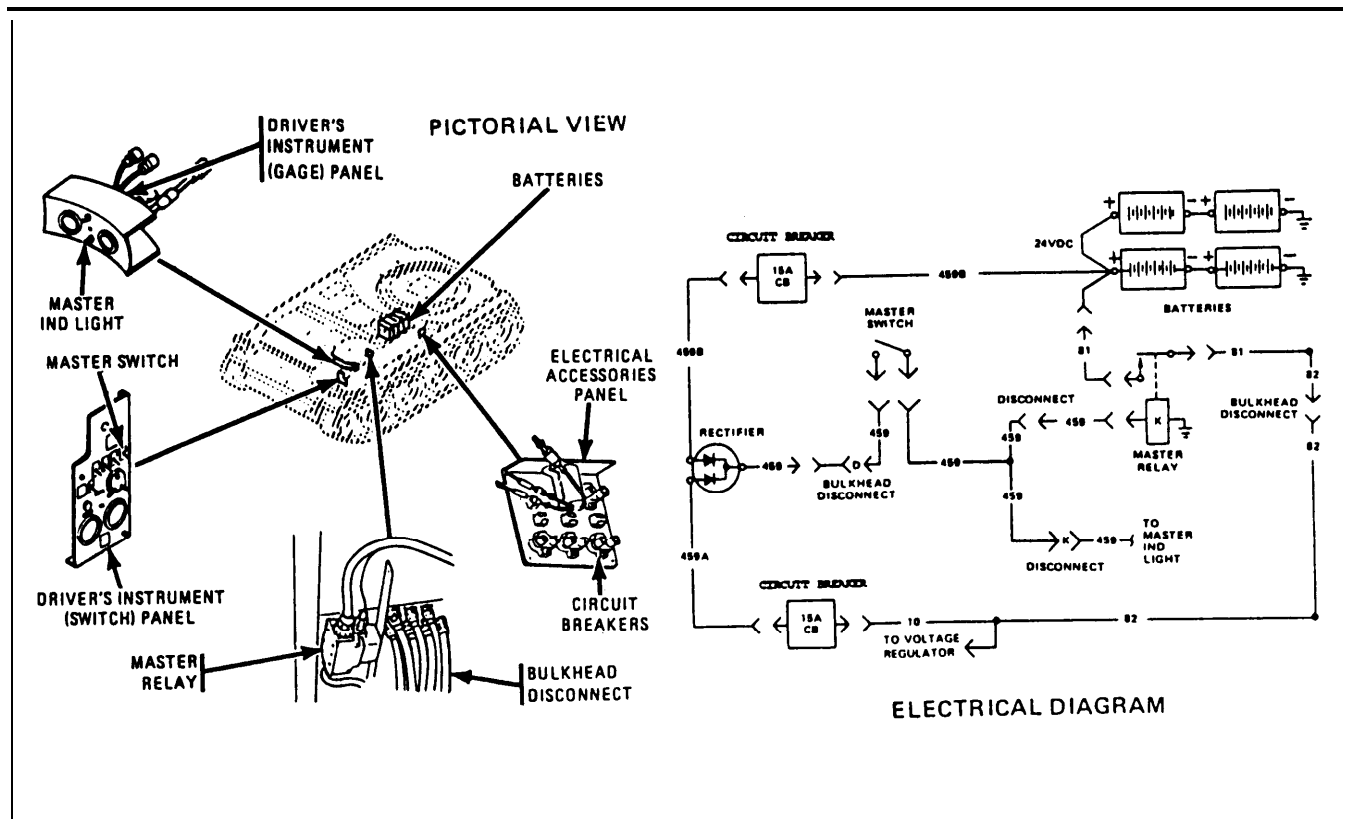 PICTORIAL VIEW
DRIVER'S
INSTRUMENT
(GAGE) PANEL
BATTERIES
MASTER
IND LIGHT
MASTER SWITCH
ELECTRICAL
ACCESSORIES
PANEL
DRIVER'S INSTRUMENT
(SWITCH) PANEL
CIRCUIT
BREAKERS
MASTER
RELAY
BULKHEAD
DISCONNECT
CIRCUIT BREAKER
15A
CB
459B
24VDC
+
-
+
-
+
-
+
-
BATTERIES
MASTER
SWITCH
459B
81
81
82
BULKHEAD
DISCONNECT
82
DISCONNECT
459
459
K
MASTER
RELAY
RECTIFIER
459
D
459
BULKHEAD
DISCONNECT
459
459
K
459
TO
MASTER
IND
LIGHT
DISCONNECT
459A
CIRCUIT BREAKER
15A
CB
10
82
TO VOLTAGE
REGULATOR
ELECTRICAL DIAGRAM